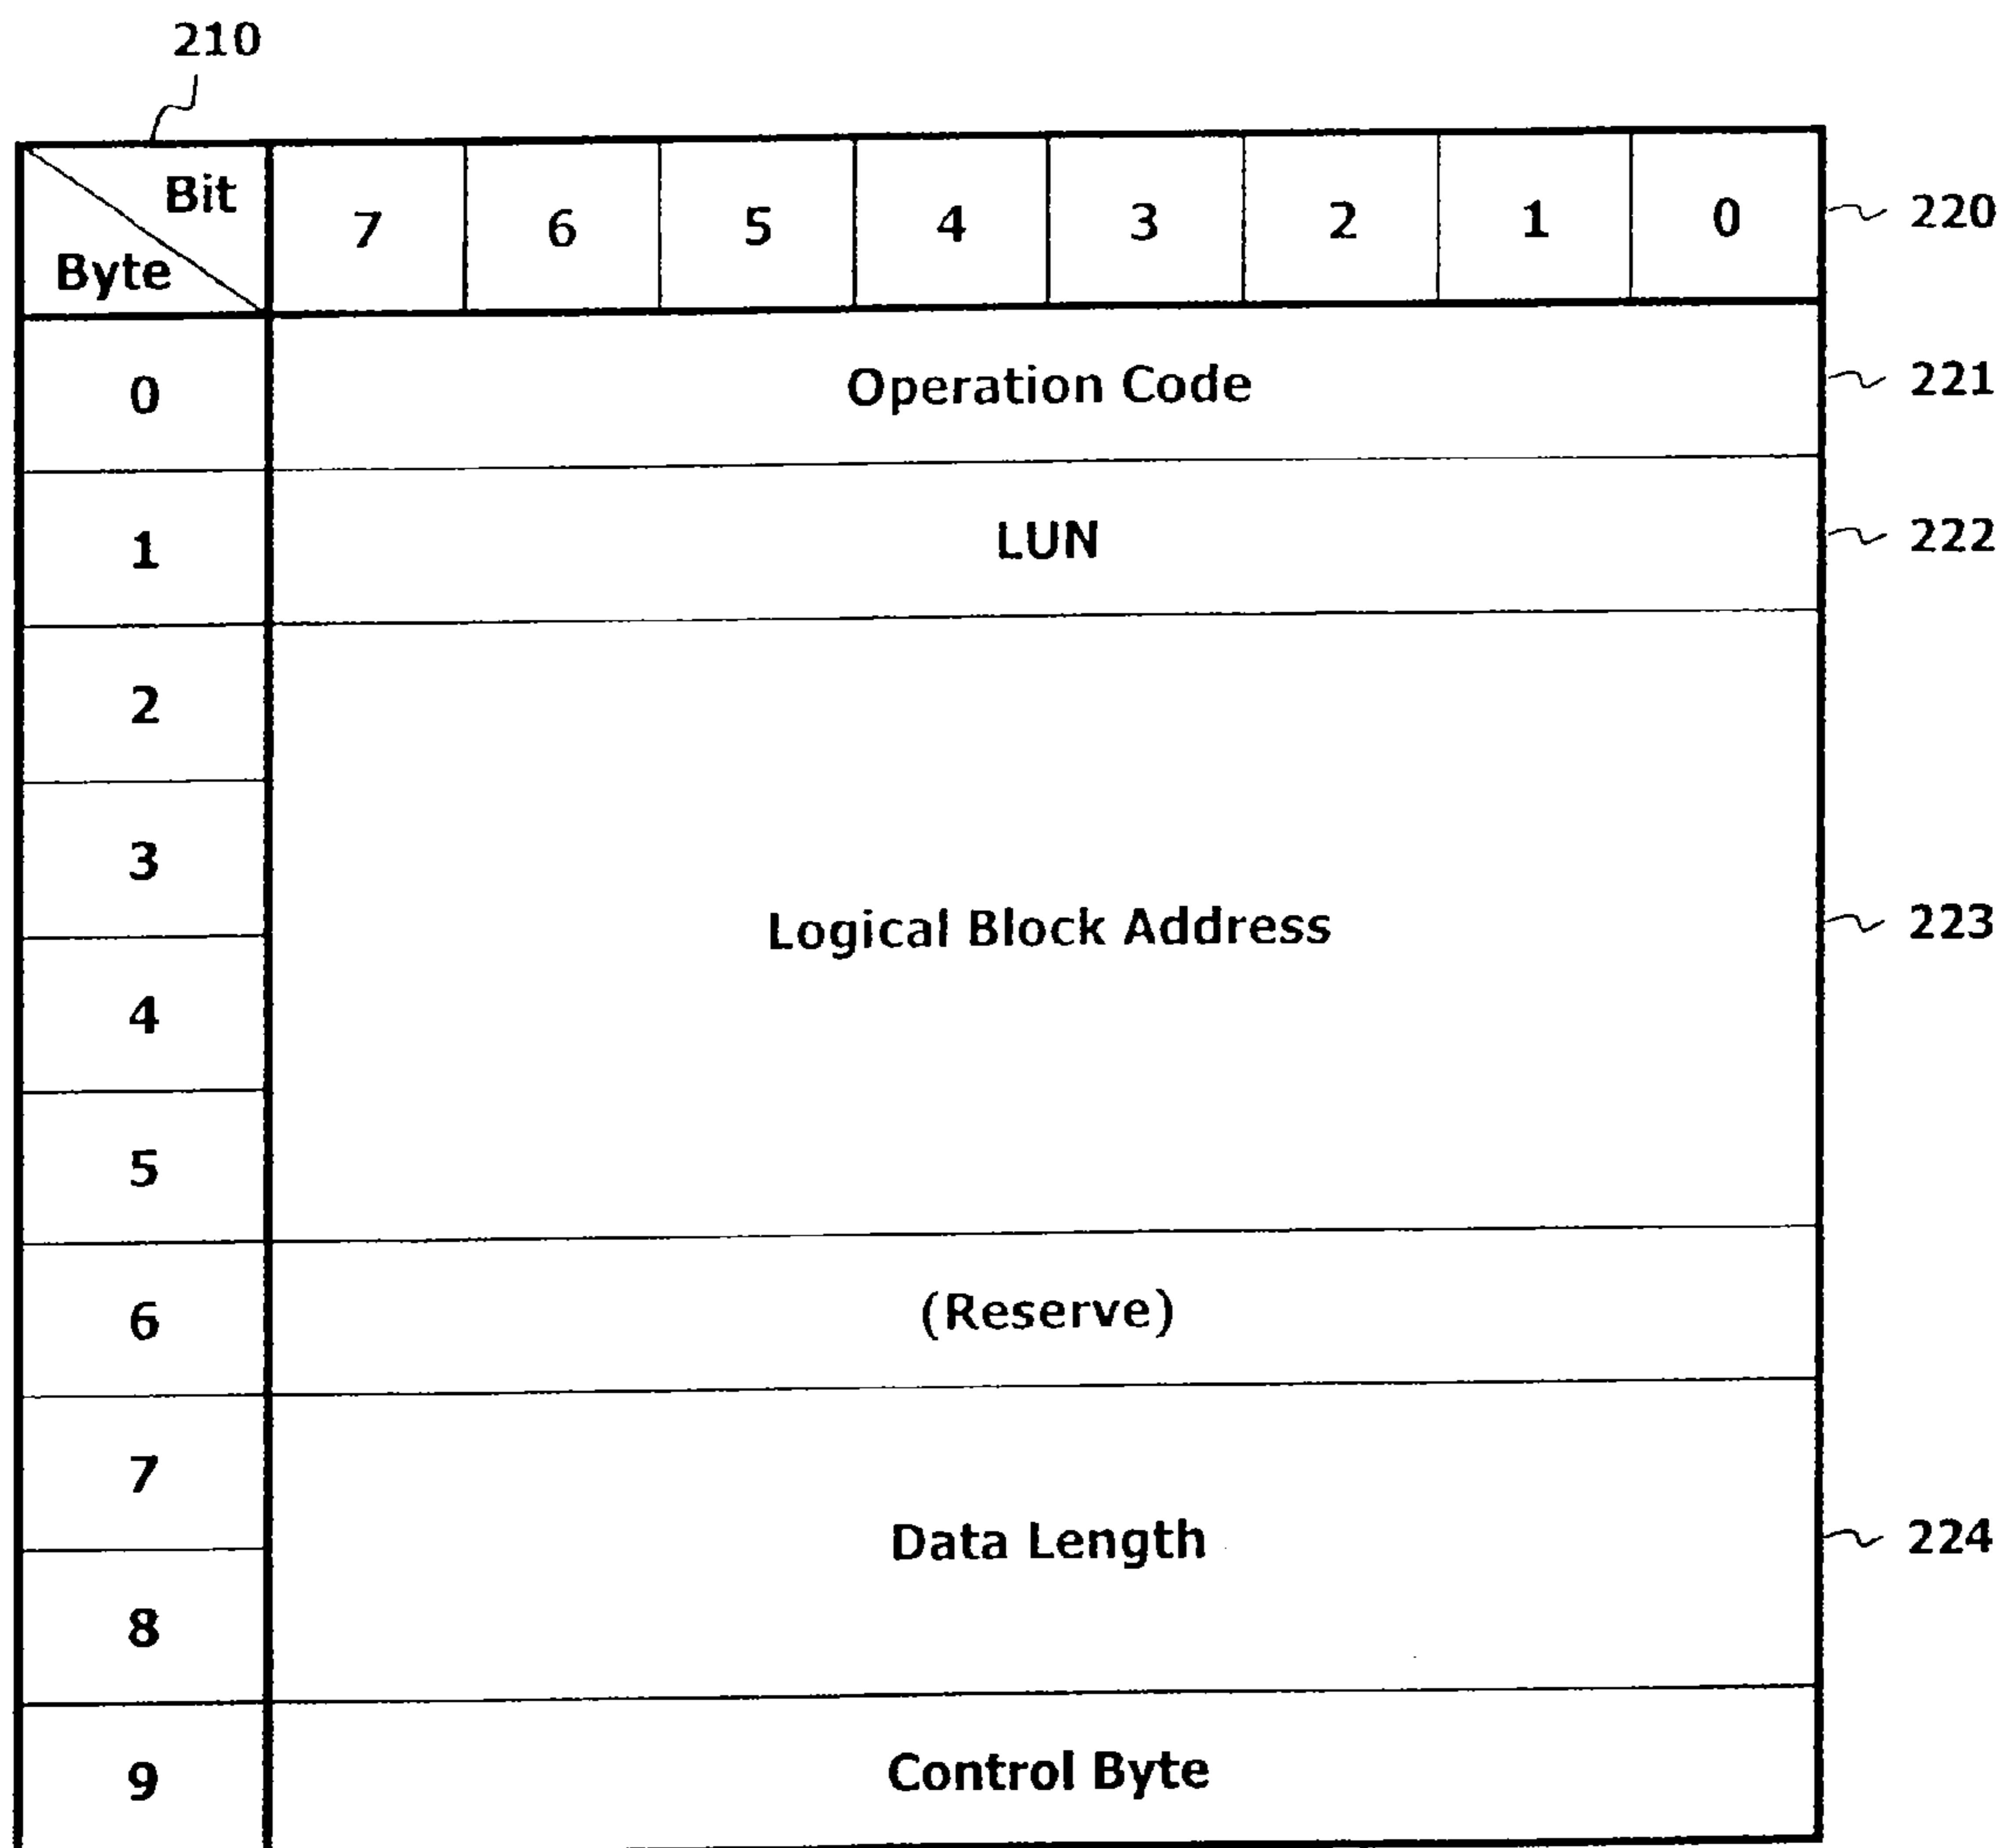 210
Bit
Byte
7 6 5 4 3 2 1 0 220
0 Operation Code 221
1 LUN 222
2
3
Logical Block Address 223
4
5
6 (Reserve)
7
Data Length 224
8
9 Control Byte